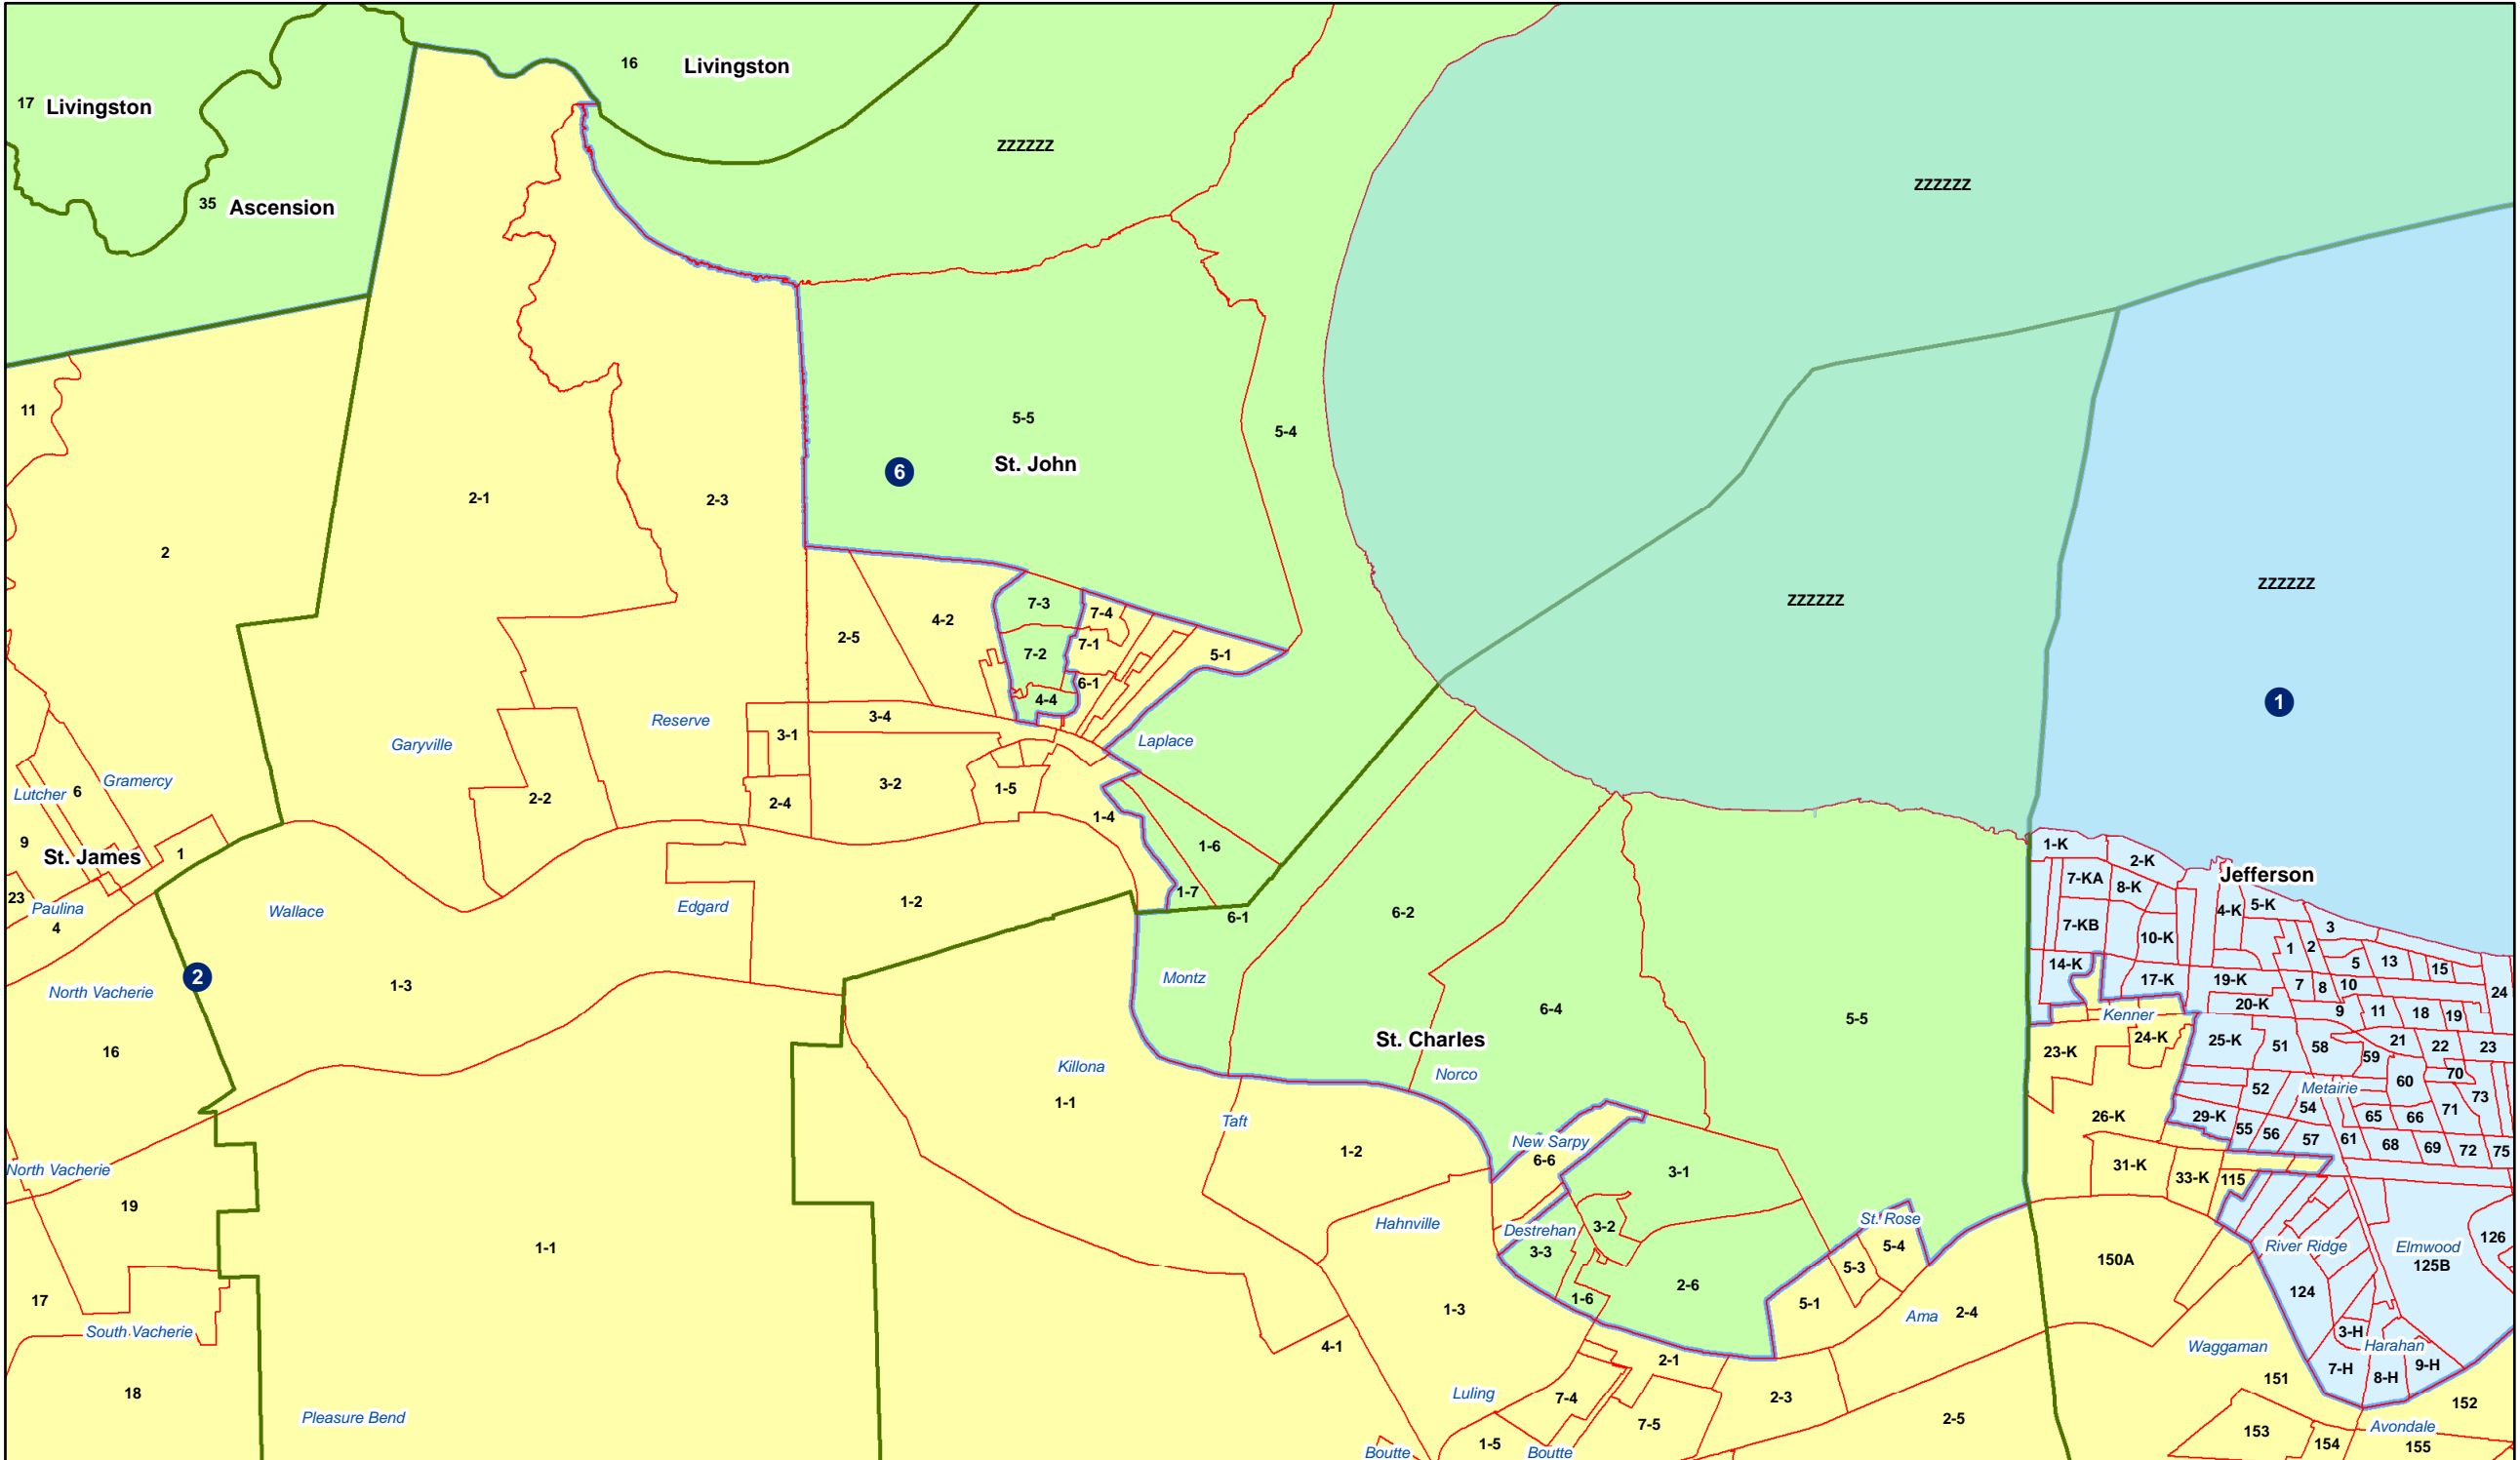 16
Livingston
17
Livingston
zzzzzz
zzzzzz
35
Ascension
11
5-5
5-4
6
St. John
2-1
2-3
2
zzzzzz
zzzzzz
7-3
7-4
4-2
2-5
7-1
7-2
5-1
6-1
4-4
1
Reserve
3-4
3-1
Garyville
Laplace
Gramercy
6
Lutcher
3-2
1-5
2-2
2-4
1-4
9
1-6
1-K
2-K
St. James
1
Jefferson
7-KA
8-K
1-7
23
Paulina
Wallace
Edgard
1-2
6-1
6-2
4-K
5-K
4
7-KB
3
10-K
1
2
14-K
5
13
15
2
Montz
17-K
19-K
7
8
10
24
1-3
North Vacherie
6-4
20-K
9
11
18
19
5-5
Kenner
St. Charles
24-K
25-K
51
58
21
22
23
16
23-K
59
Killona
Norco
70
60
1-1
52
Metairie
73
Taft
26-K
29-K
54
65
66
71
New Sarpy
55
56
57
61
68
69
72
75
1-2
6-6
3-1
31-K
33-K
115
North Vacherie
19
Hahnville
Destrehan
3-2
St. Rose
5-4
River Ridge
Elmwood
126
1-1
3-3
150A
125B
5-3
17
1-3
1-6
2-6
5-1
124
Ama
2-4
South Vacherie
3-H
4-1
Waggaman
Harahan
2-1
7-H
9-H
8-H
151
18
Luling
7-4
2-3
152
Pleasure Bend
7-5
2-5
153
Avondale
1-5
154
155
Boutte
Boutte